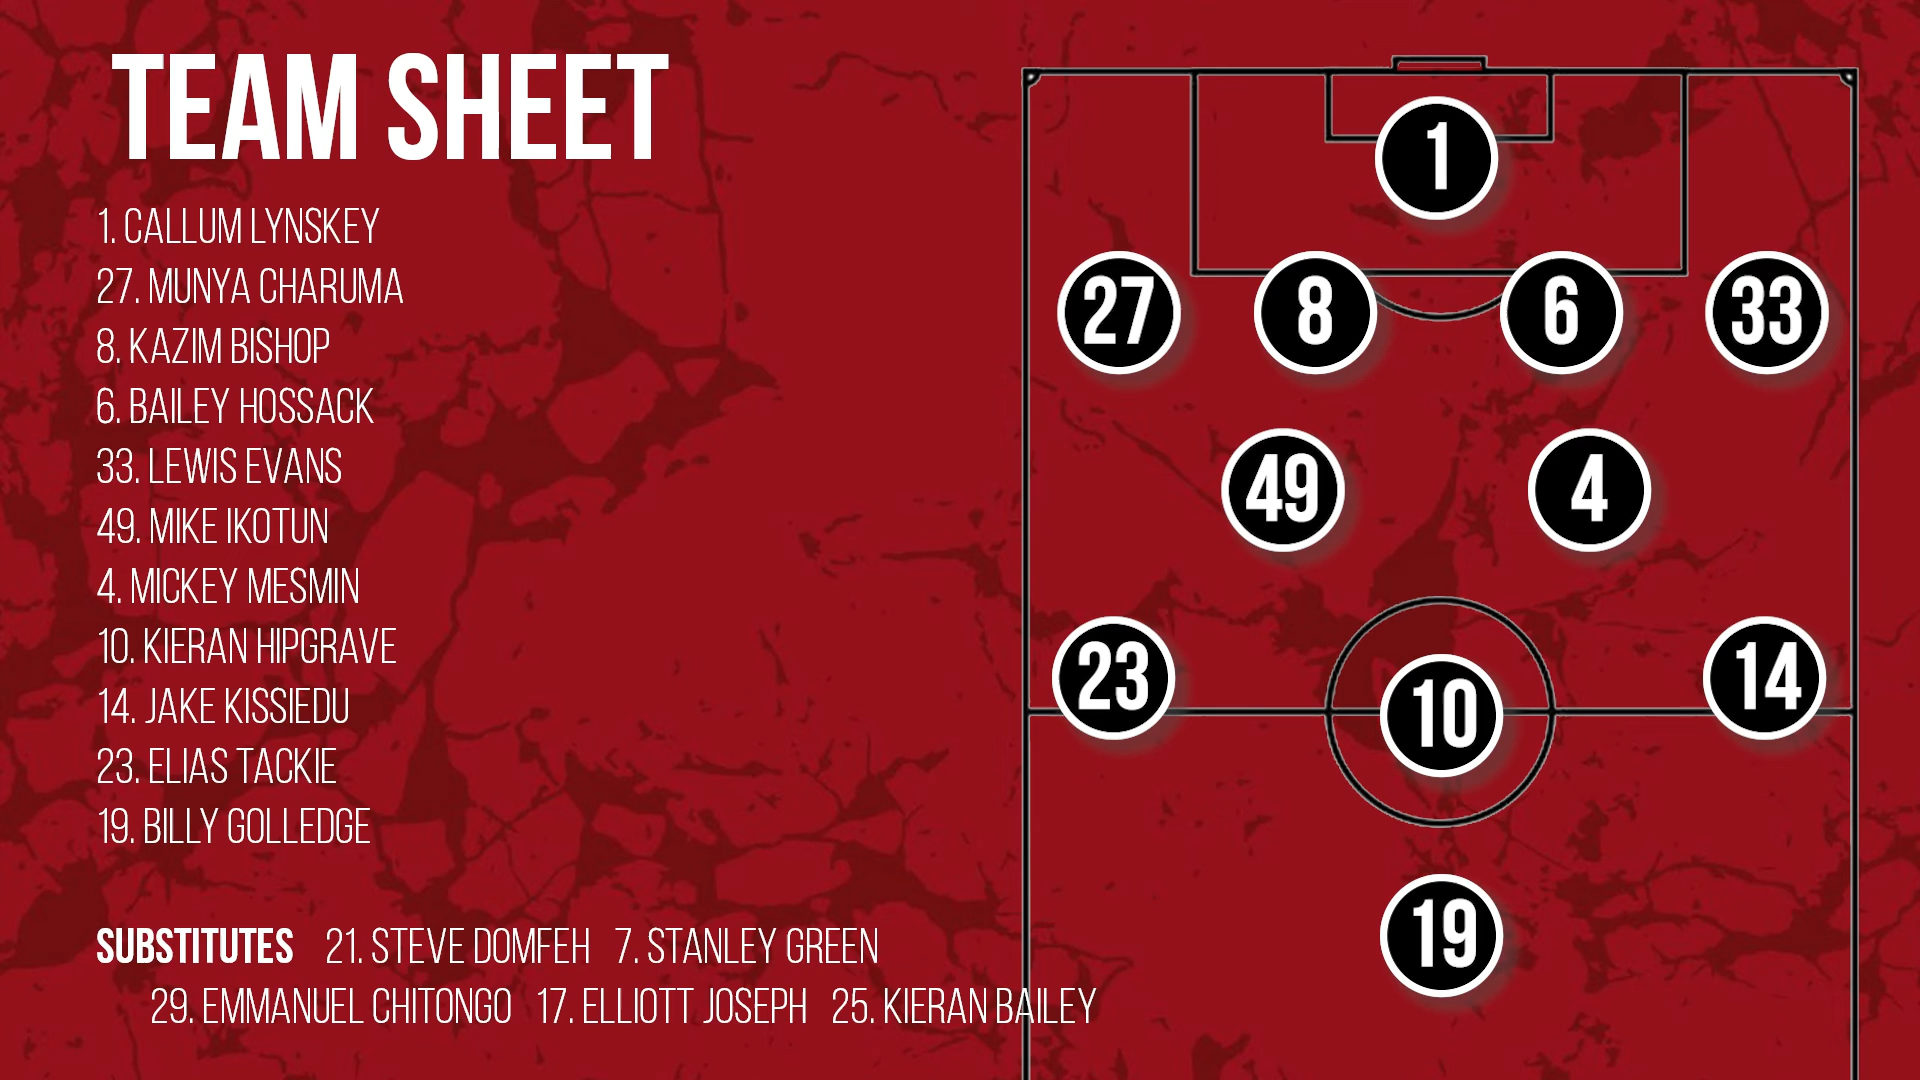 TEAM SHEET
1. CALLUM LYNSKEY
27. MUNYA CHARUMA
8. KAZIM BISHOP
6. BAILEY HOSSACK
33. LEWIS EVANS
49. MIKE IKOTUN
4. MICKEY MESMIN
10. KIERAN HIPGRAVE
14. JAKE KISSIEDU
23. ELIAS TACKIE
19. BILLY GOLLEDGE
SUBSTITUTES 21. STEVE DOMFEH 7. STANLEY GREEN
29. EMMANUEL CHITONGO 17. ELLIOTT JOSEPH 25. KIERAN BAILEY
1
27 8 6 33
49 4
23 10 14
19